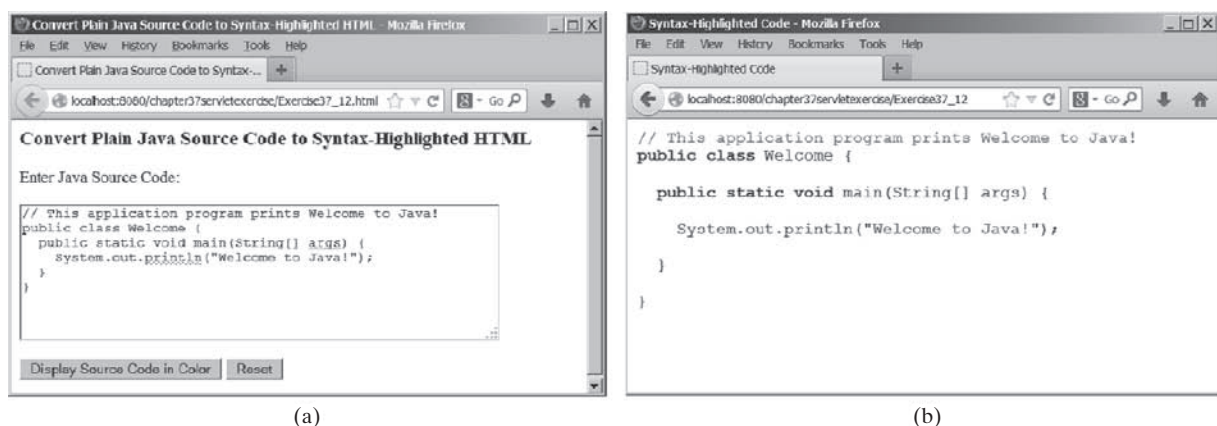 Convert Plain Java Source Code to Syntax-Highlighted HTML - Mozilla Firefox
File Edit View History Bookmarks Tools Help
Convert Plain Java Source Code to Syntax-...
localhost:8080/chapter37servletexercise/Exercise37_12.html
Go
Convert Plain Java Source Code to Syntax-Highlighted HTML
Enter Java Source Code:
// This application program prints Welcome to Java!
public class Welcome {
  public static void main(String[] args) {
    System.out.println("Welcome to Java!");
  }
}
Display Source Code in Color Reset
(a)
Syntax-Highlighted Code - Mozilla Firefox
File Edit View History Bookmarks Tools Help
Syntax-Highlighted Code
localhost:8080/chapter37servletexercise/Exercise37_12
Go
// This application program prints Welcome to Java!
public class Welcome {
  public static void main(String[] args) {
    System.out.println("Welcome to Java!");
  }
}
(b)